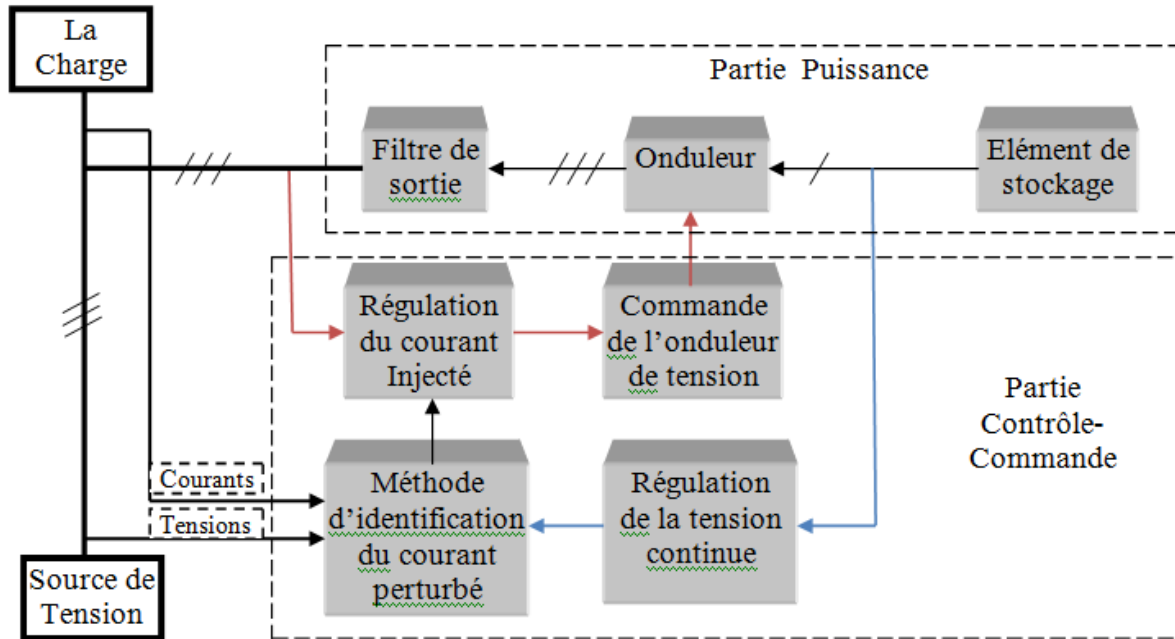 La
Charge
Partie Puissance
Filtre de
sortie
Onduleur
Elément de
stockage
Régulation
du courant
Injecté
Commande
de l’onduleur
de tension
Partie
Contrôle-
Commande
Courants
Tensions
Méthode
d’identification
du courant
perturbé
Régulation
de la tension
continue
Source de
Tension